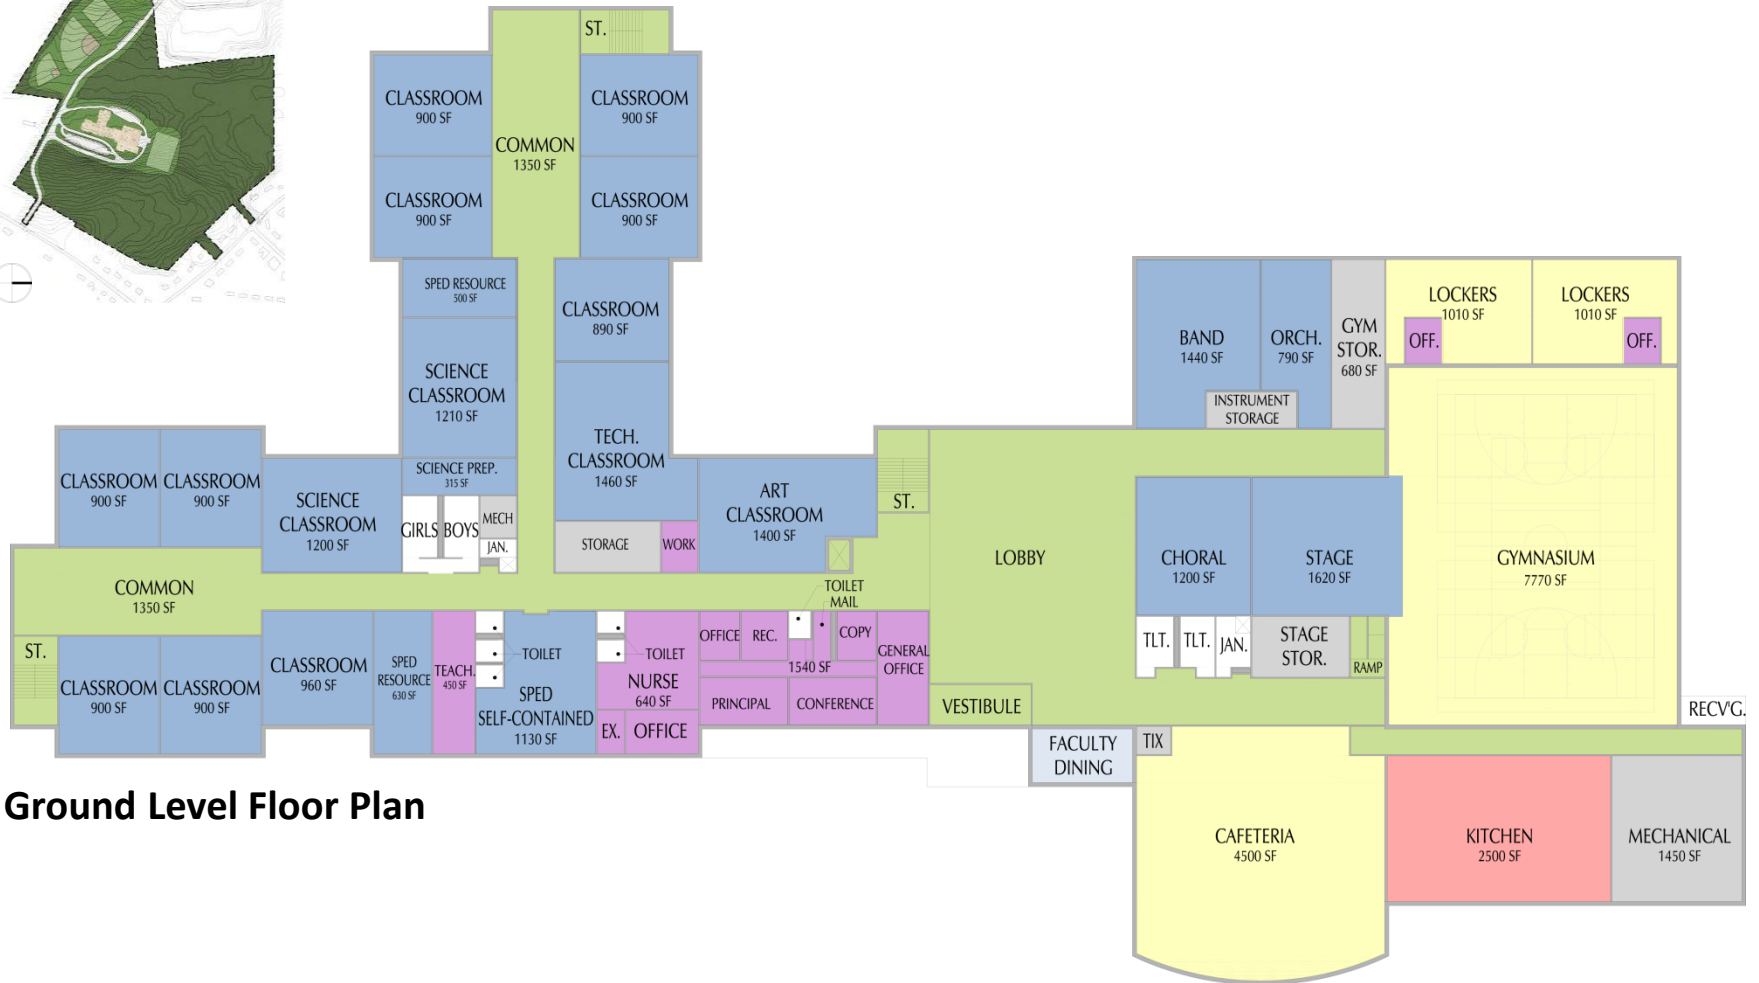 ST.
CLASSROOM
900 SF
CLASSROOM
900 SF
COMMON
1350 SF
CLASSROOM
900 SF
CLASSROOM
900 SF
SPED RESOURCE
500 SF
CLASSROOM
890 SF
SCIENCE
CLASSROOM
1210 SF
TECH.
CLASSROOM
1460 SF
SCIENCE PREP.
315 SF
BAND
1440 SF
ORCH.
790 SF
GYM
STOR.
680 SF
INSTRUMENT
STORAGE
LOCKERS
1010 SF
LOCKERS
1010 SF
OFF.
OFF.
CLASSROOM
900 SF
CLASSROOM
900 SF
SCIENCE
CLASSROOM
1200 SF
GIRLS
BOYS
MECH
JAN.
STORAGE
WORK
ART
CLASSROOM
1400 SF
ST.
LOBBY
CHORAL
1200 SF
STAGE
1620 SF
GYMNASIUM
7770 SF
COMMON
1350 SF
TOILET
MAIL
ST.
CLASSROOM
900 SF
CLASSROOM
900 SF
CLASSROOM
960 SF
SPED
RESOURCE
630 SF
TEACH.
450 SF
TOILET
SPED
SELF-CONTAINED
1130 SF
TOILET
NURSE
640 SF
EX.
OFFICE
OFFICE
REC.
COPY
1540 SF
GENERAL
OFFICE
PRINCIPAL
CONFERENCE
VESTIBULE
TLT.
TLT.
JAN.
STAGE
STOR.
RAMP
RECV'G.
FACULTY
DINING
TIX
CAFETERIA
4500 SF
KITCHEN
2500 SF
MECHANICAL
1450 SF
Ground Level Floor Plan